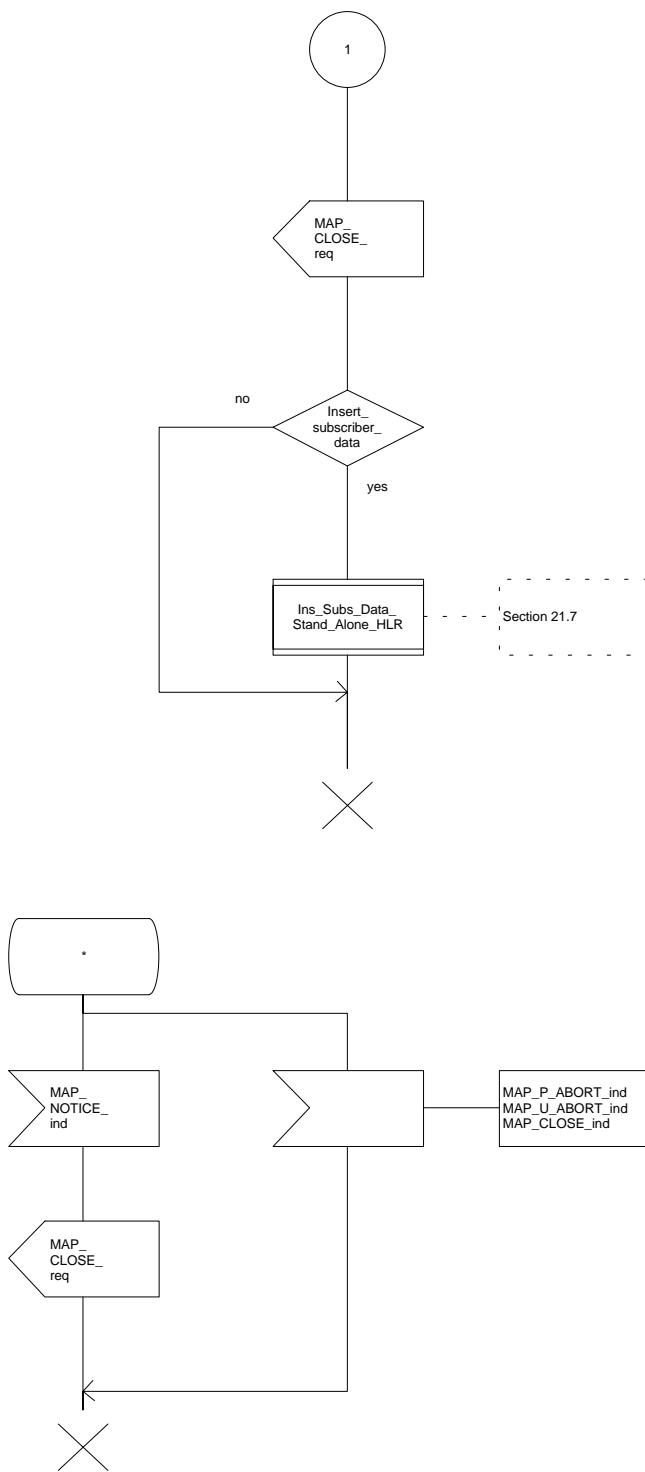 1
MAP_
CLOSE_
req
no
Insert_
subscriber_
data
yes
Ins_Subs_Data_
Stand_Alone_HLR
Section 21.7
*
MAP_
NOTICE_
ind
MAP_P_ABORT_ind
MAP_U_ABORT_ind
MAP_CLOSE_ind
MAP_
CLOSE_
req